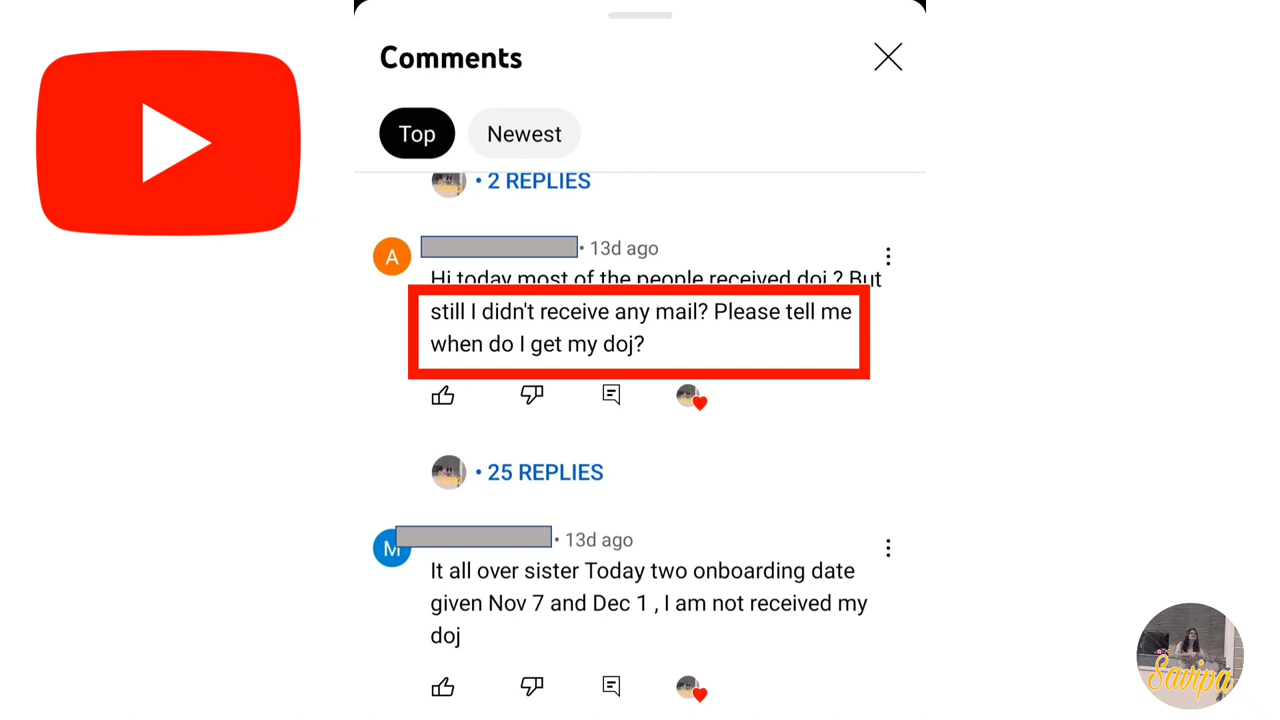 Comments
Top
Newest
• 2 REPLIES
A
• 13d ago
Hi today most of the people received doj ? But
still I didn't receive any mail? Please tell me
when do I get my doj?
• 25 REPLIES
M
• 13d ago
It all over sister Today two onboarding date
given Nov 7 and Dec 1 , I am not received my
doj
Savipa